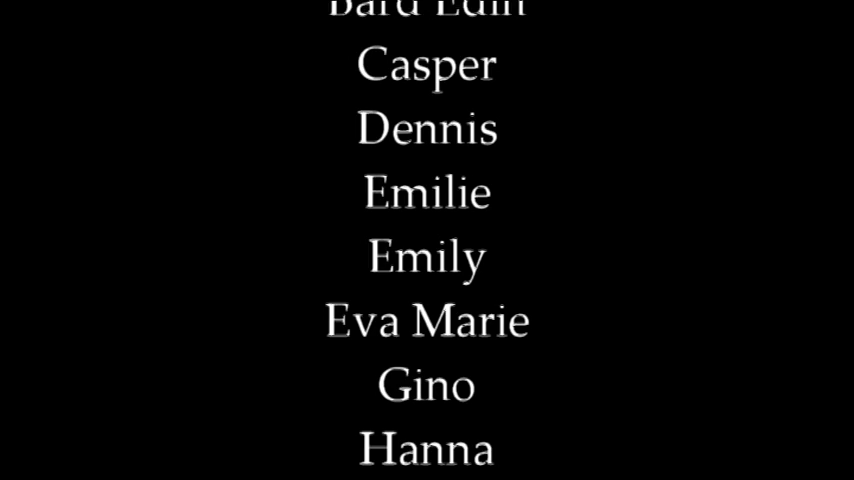 Casper
Dennis
Emilie
Emily
Eva Marie
Gino
Hanna